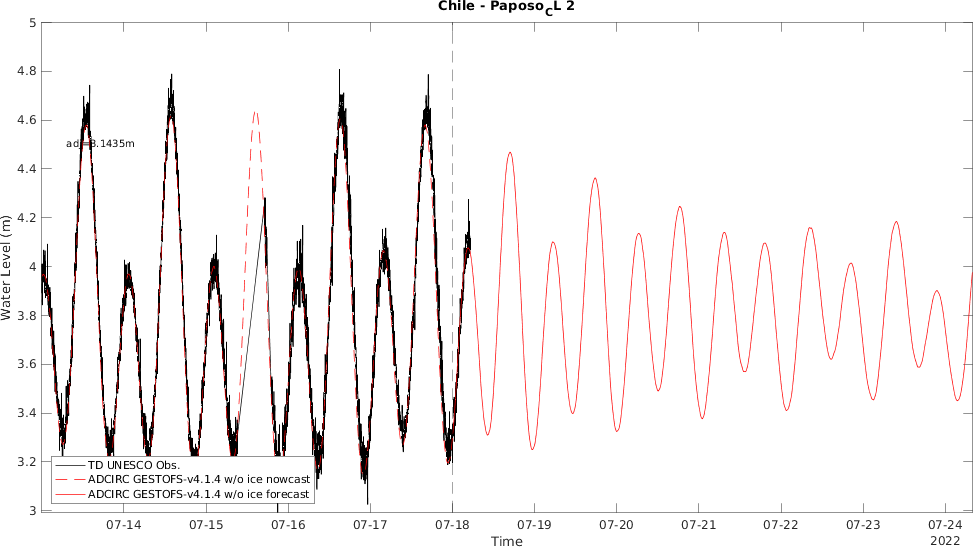 Chile - Paposo_CL 2
Water Level (m)
5
4.8
4.6
4.4
4.2
4
3.8
3.6
3.4
3.2
3
adj=3.1435m
TD UNESCO Obs.
ADCIRC GESTOFS-v4.1.4 w/o ice nowcast
ADCIRC GESTOFS-v4.1.4 w/o ice forecast
07-14 07-15 07-16 07-17 07-18 07-19 07-20 07-21 07-22 07-23 07-24
Time
2022